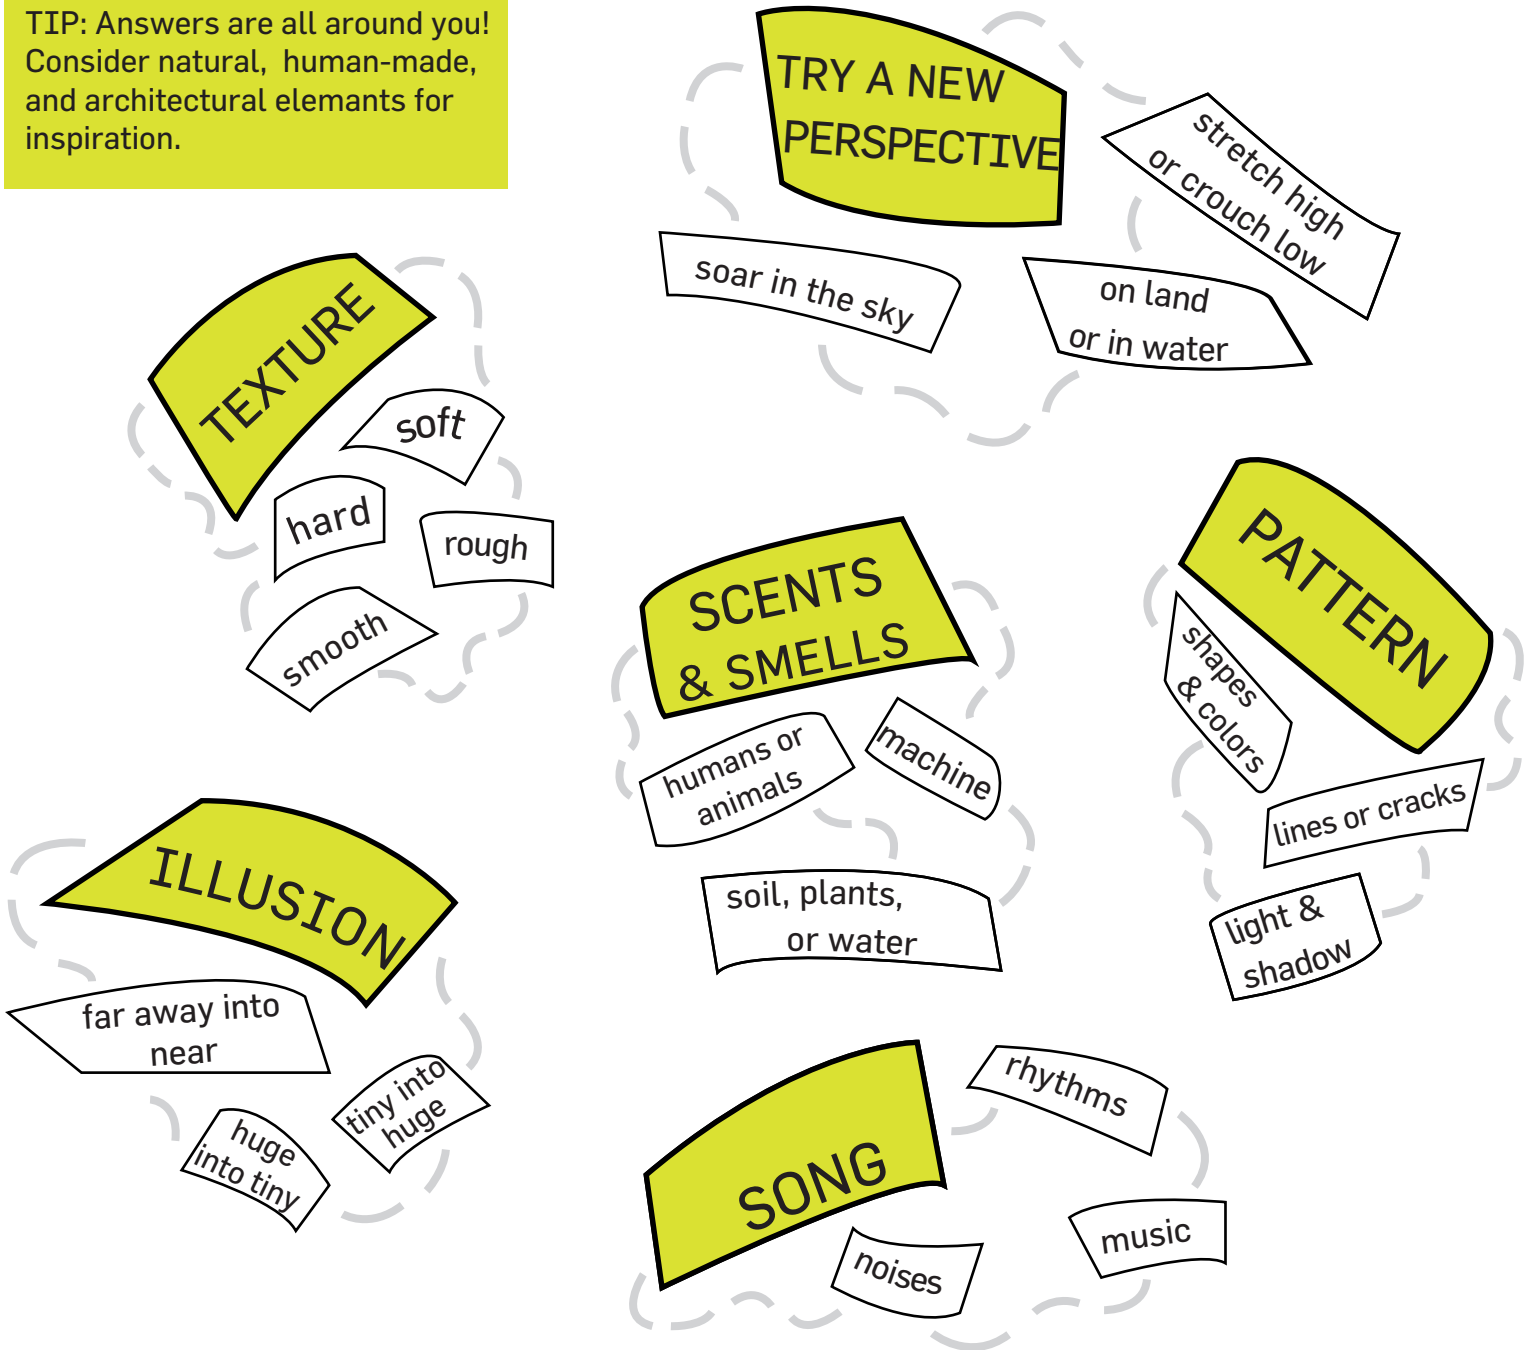 TIP: Answers are all around you!
Consider natural, human-made,
and architectural elemants for
inspiration.
TRY A NEW
PERSPECTIVE
stretch high
or crouch low
soar in the sky
on land
or in water
TEXTURE
soft
hard
rough
smooth
SCENTS
& SMELLS
humans or
animals
machine
soil, plants,
or water
PATTERN
shapes
& colors
lines or cracks
light &
shadow
ILLUSION
far away into
near
tiny into
huge
huge
into tiny
SONG
rhythms
music
noises